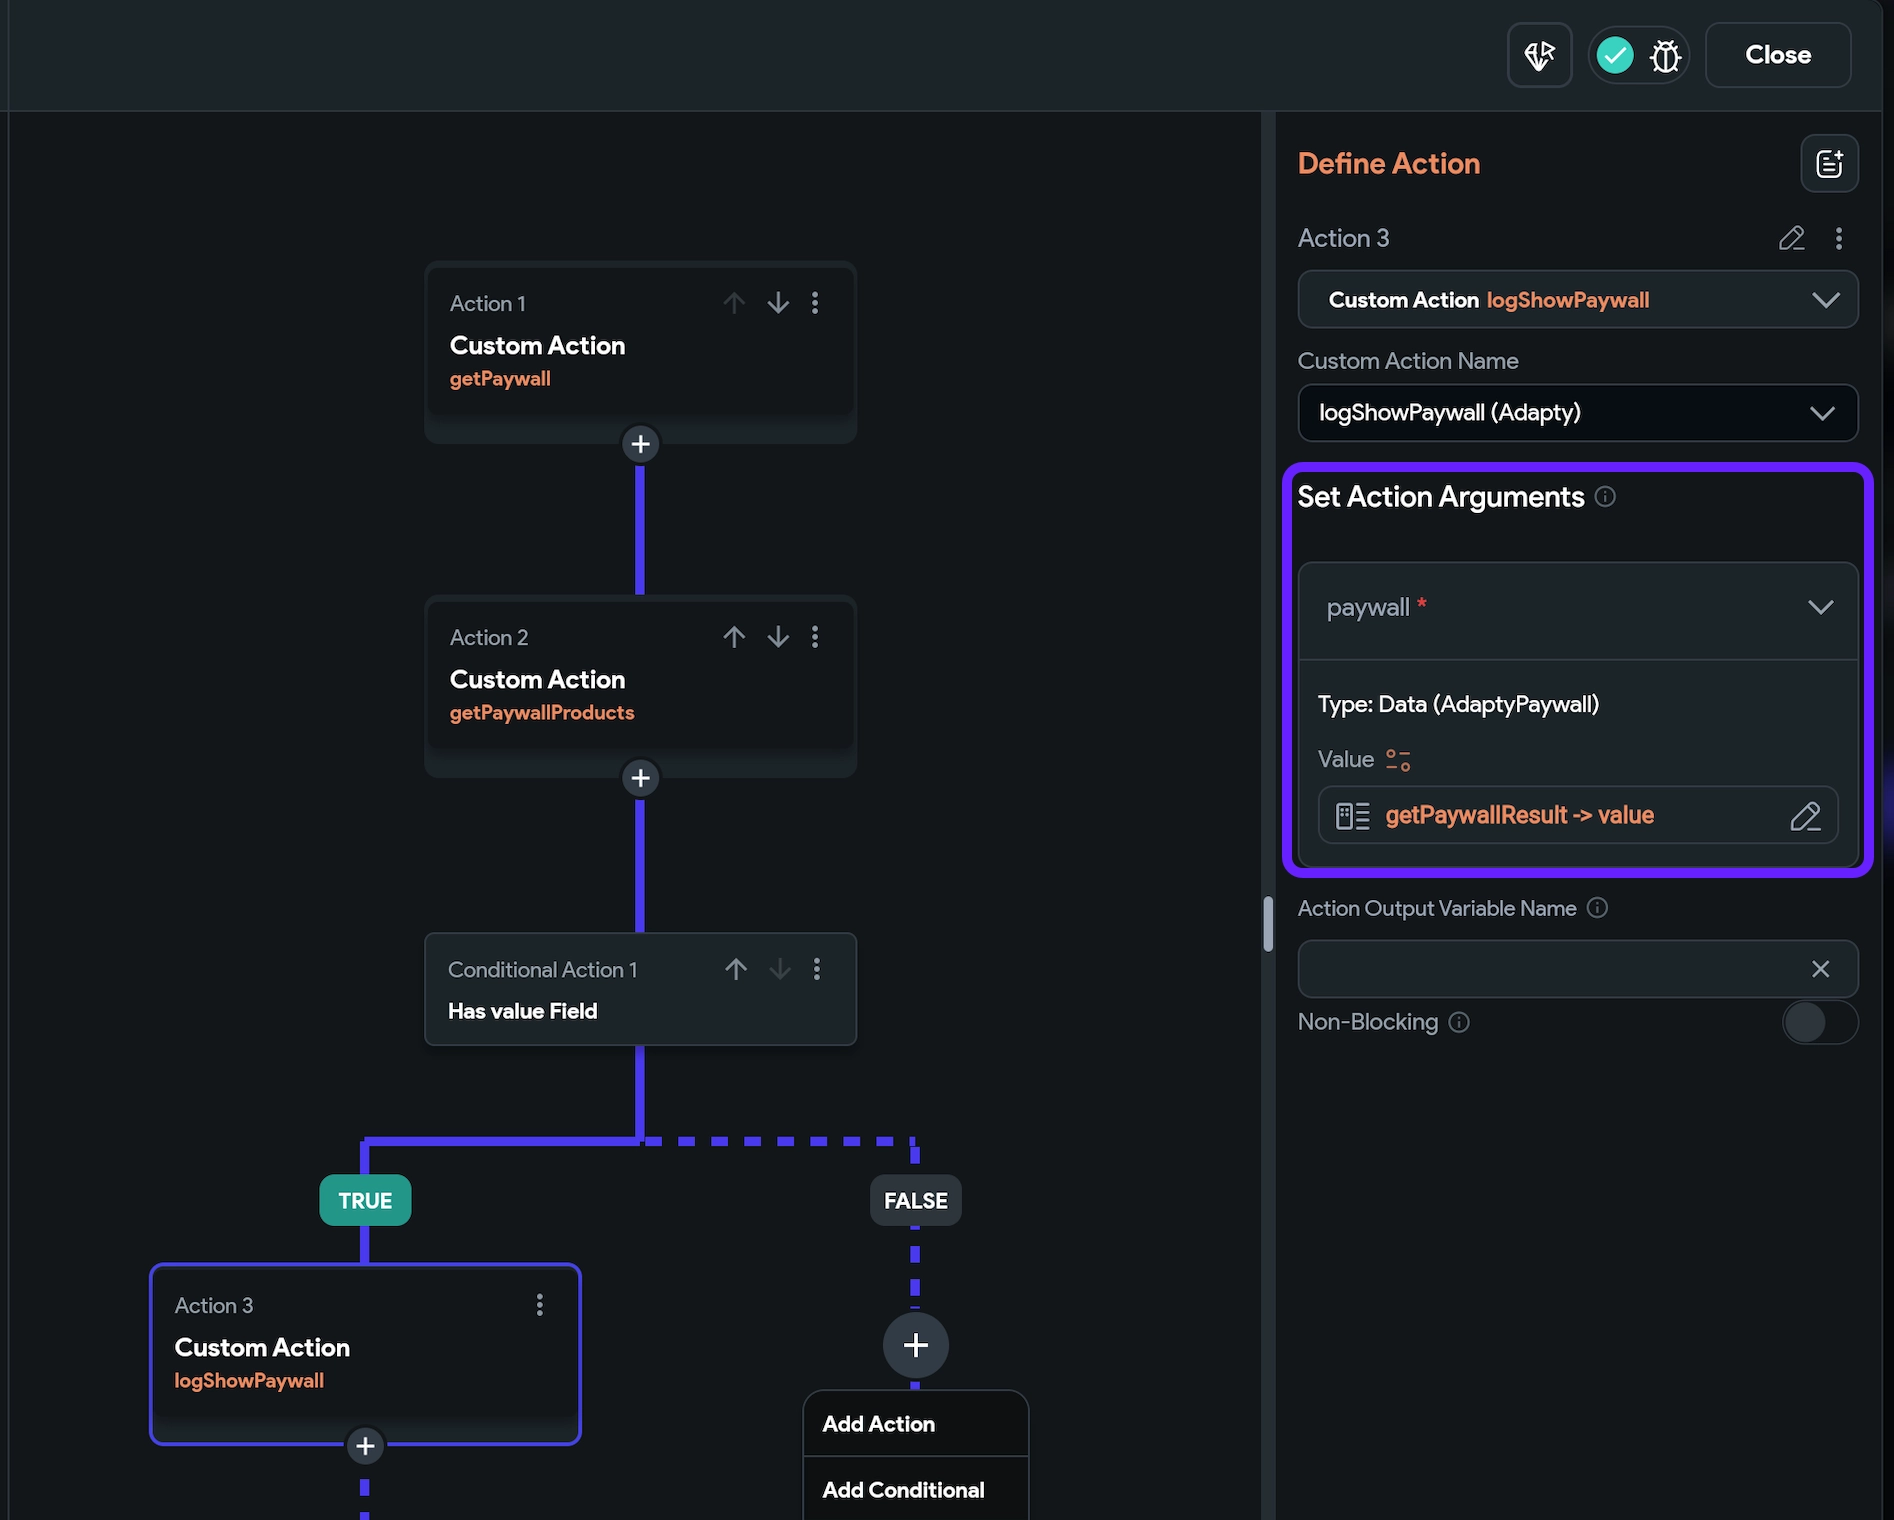 Close
Define Action
Action 3
Custom Action logShowPaywall
Custom Action Name
logShowPaywall (Adapty)
Set Action Arguments
paywall *
Type: Data (AdaptyPaywall)
Value
getPaywallResult -> value
Action Output Variable Name
Non-Blocking
Action 1
Custom Action
getPaywall
Action 2
Custom Action
getPaywallProducts
Conditional Action 1
Has value Field
TRUE
FALSE
Action 3
Custom Action
logShowPaywall
Add Action
Add Conditional